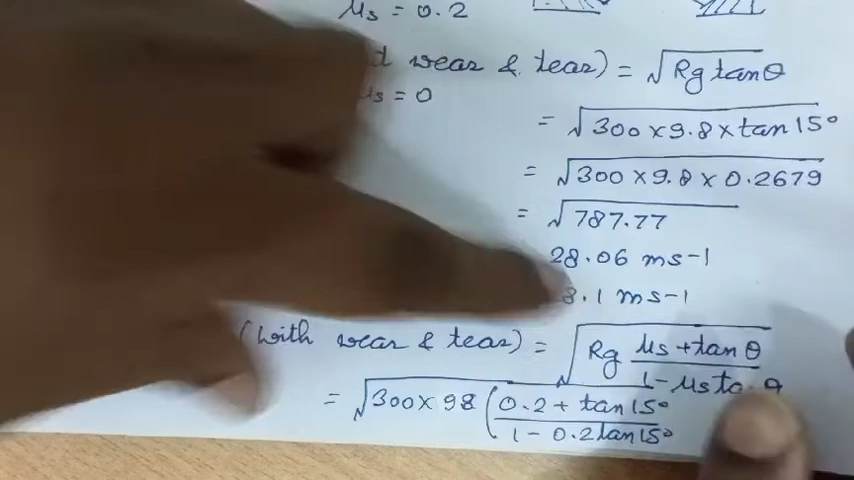 μs = 0.2
wear & tear) = √Rg tanθ
μs = 0
= √300 x 9.8 x tan 15°
= √300 x 9.8 x 0.2679
= √787.77
28.06 ms-1
.1 ms-1
(with wear & tear) = √Rg μs + tanθ / 1 - μs ta
= √300 x 98 (0.2 + tan 15° / 1 - 0.2 tan 15°